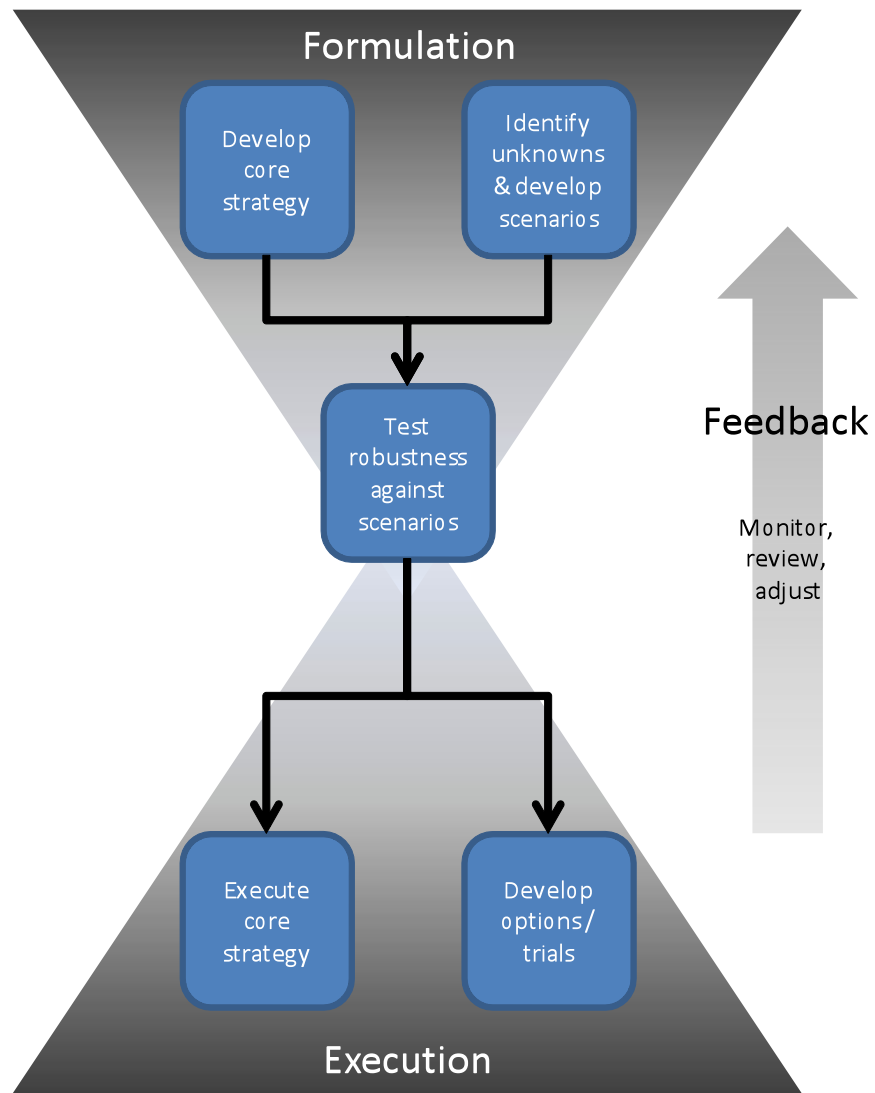 Formulation
Develop
core
strategy
Identify
unknowns
& develop
scenarios
Test
robustness
against
scenarios
Feedback
Monitor,
review,
adjust
Execute
core
strategy
Develop
options/
trials
Execution